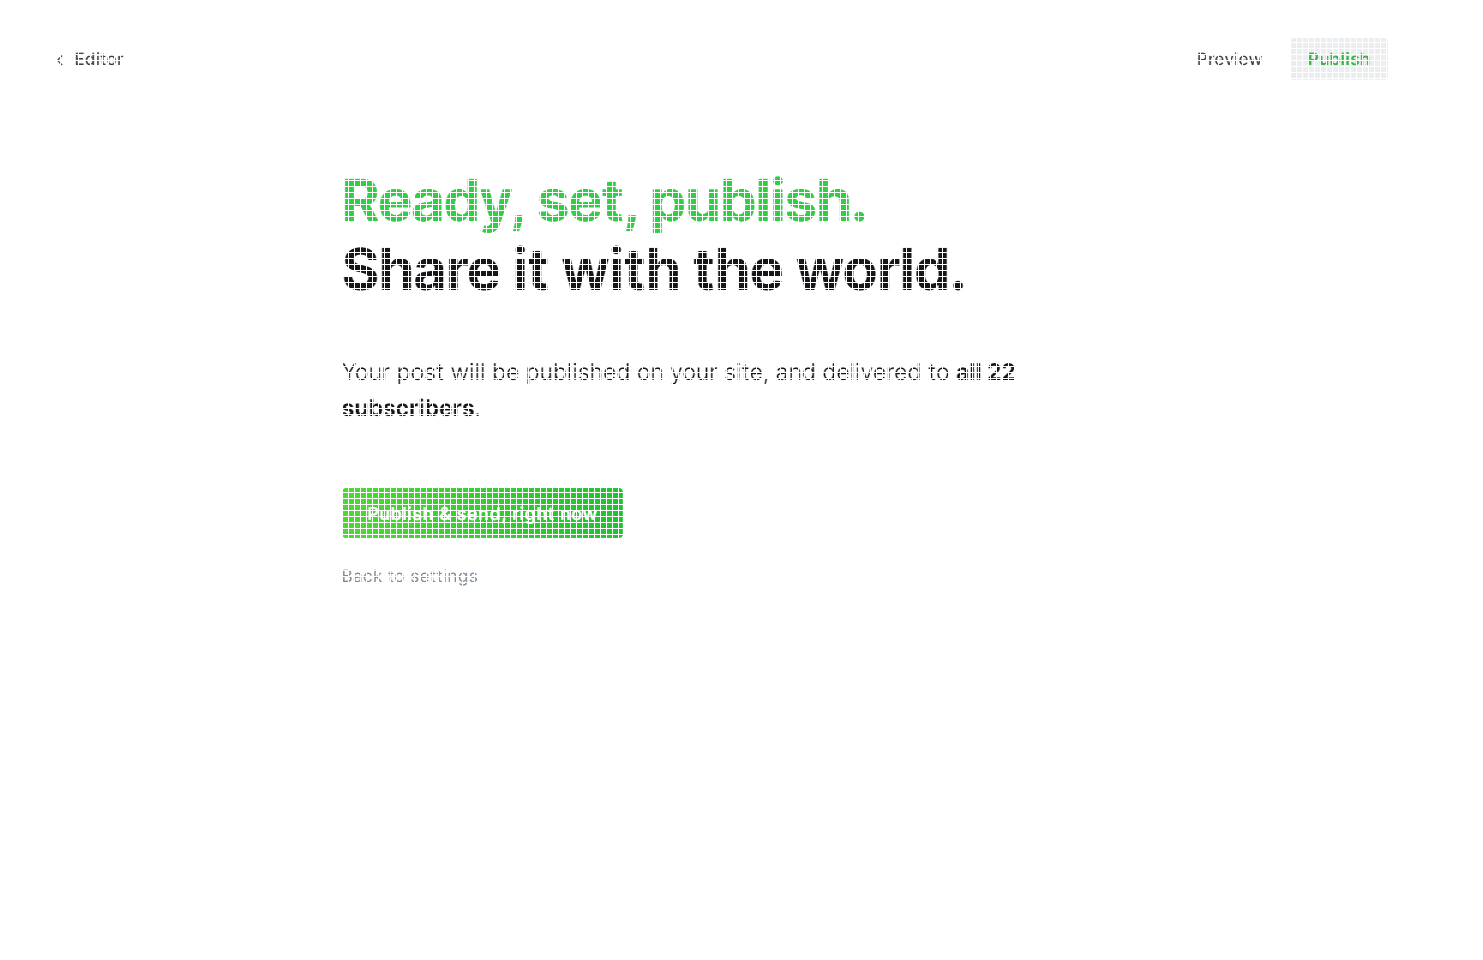 Editor
Preview
Publish
Ready, set, publish.
Share it with the world.
Your post will be published on your site, and delivered to all 22
subscribers.
Publish & send, right now
Back to settings